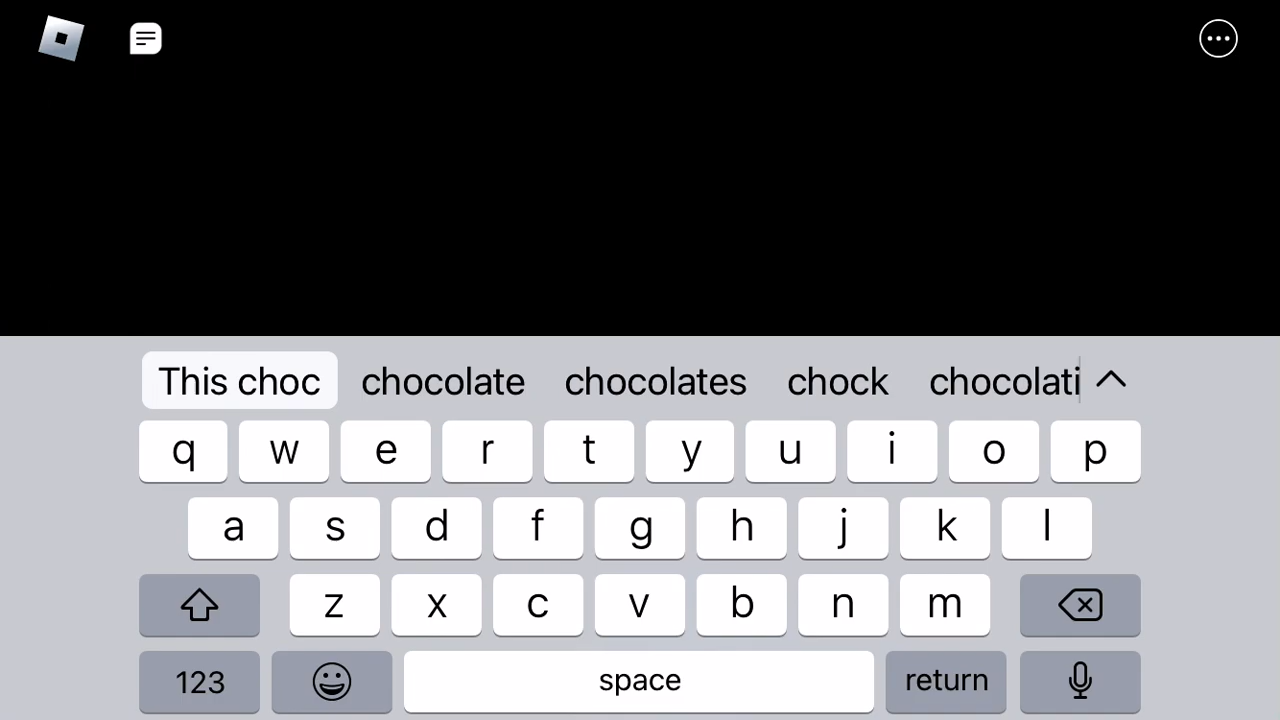 This choc chocolate chocolates chock chocolati
q w e r t y u i o p
a s d f g h j k l
z x c v b n m
123 space return